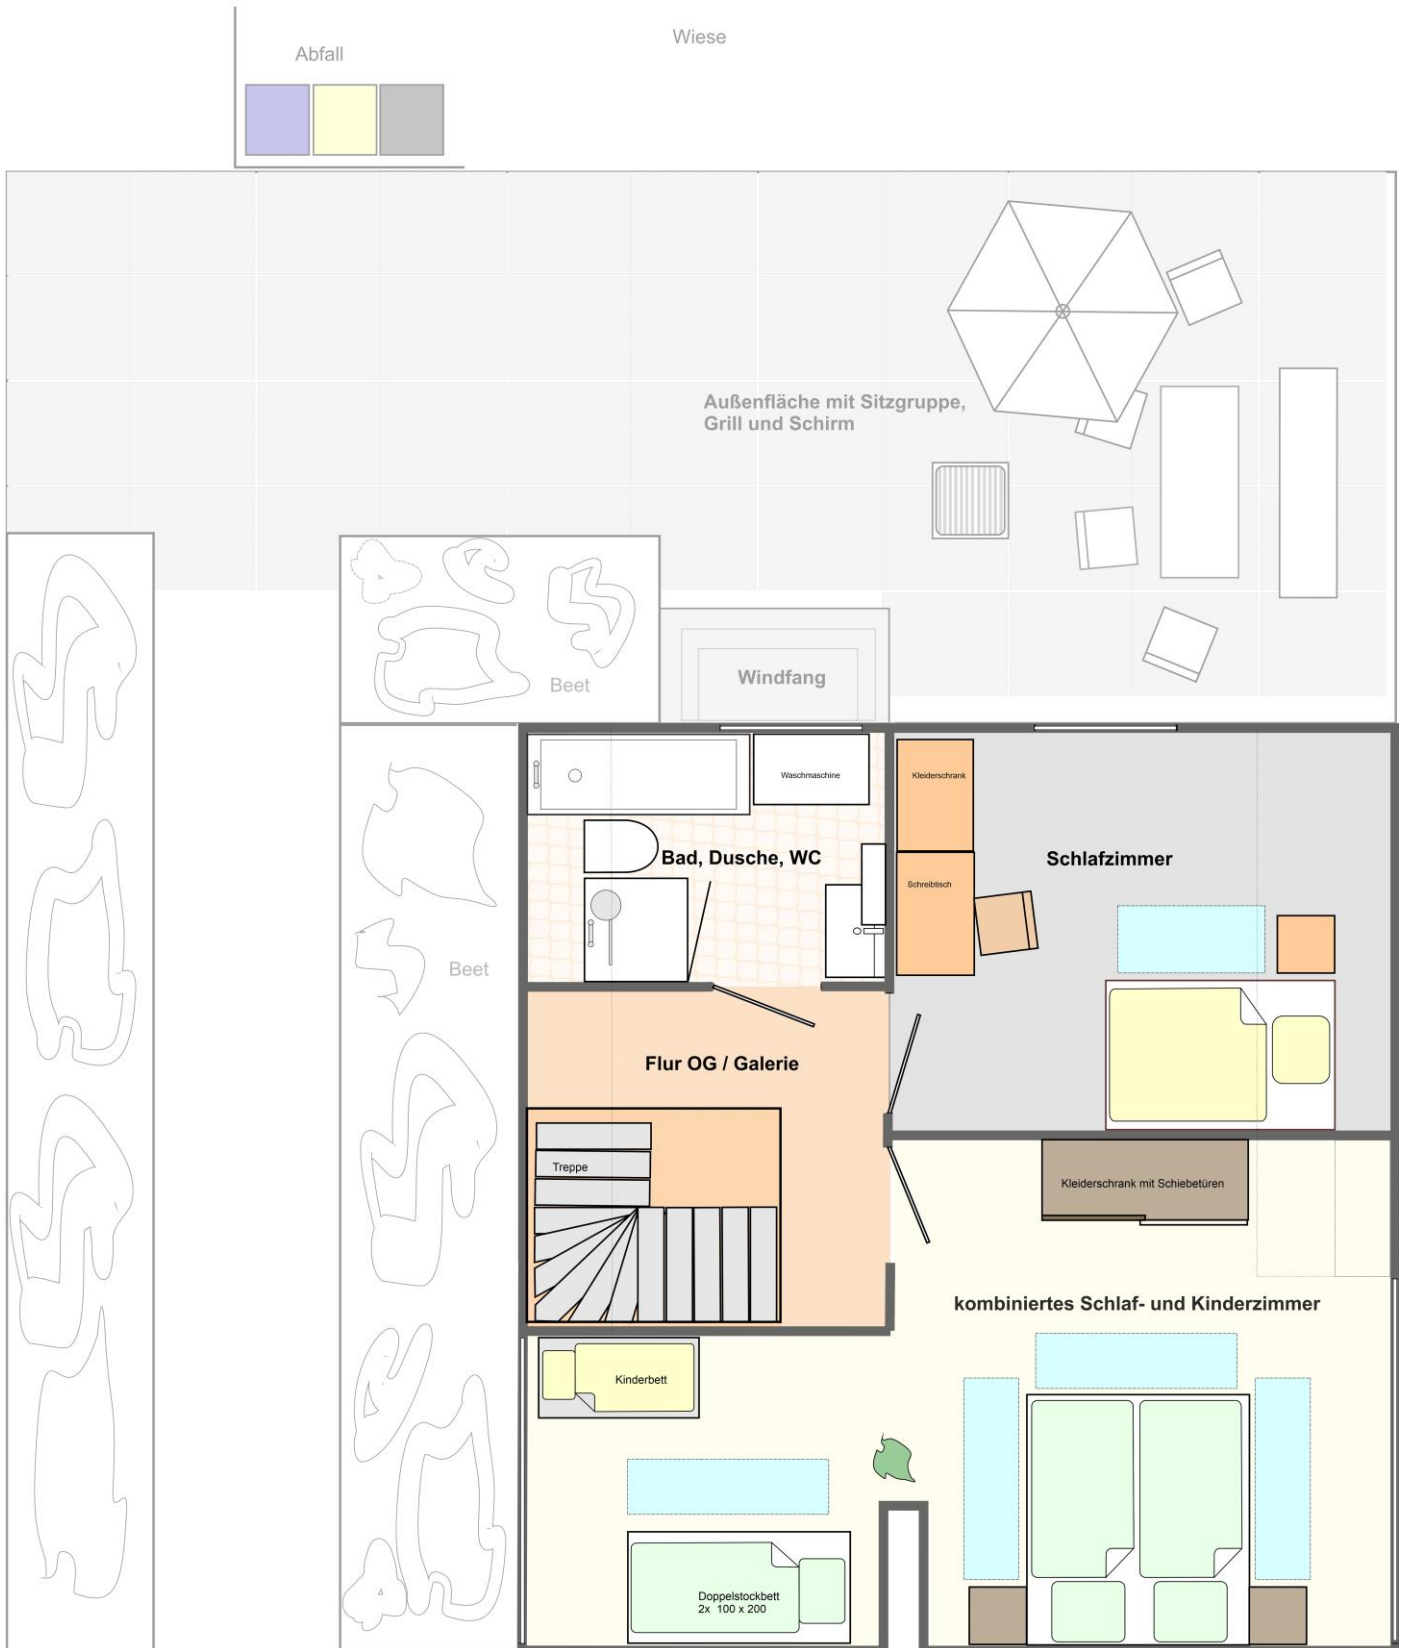 Wiese
Abfall
Außenfläche mit Sitzgruppe,
Grill und Schirm
Windfang
Beet
Waschmaschine
Kleiderschrank
Bad, Dusche, WC
Schlafzimmer
Schreibtisch
Beet
Flur OG / Galerie
Treppe
Kleiderschrank mit Schiebetüren
kombiniertes Schlaf- und Kinderzimmer
Kinderbett
Doppelstockbett
2x 100 x 200